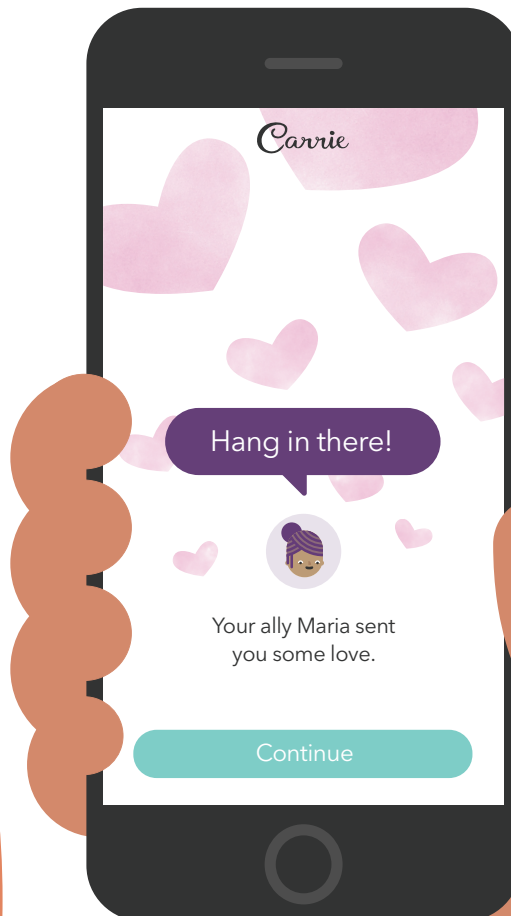 Carrie
Hang in there!
Your ally Maria sent
you some love.
Continue